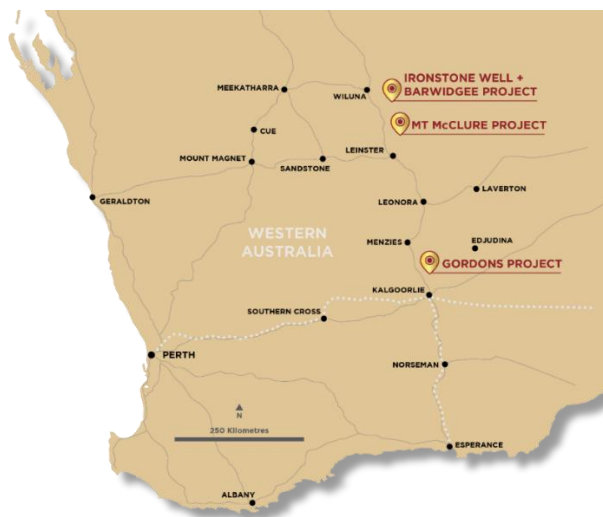 IRONSTONE WELL +
BARWIDGEE PROJECT
MEEKATHARRA
WILUNA
MT McCLURE PROJECT
CUE
LEINSTER
MOUNT MAGNET
SANDSTONE
LAVERTON
GERALDTON
LEONORA
WESTERN
AUSTRALIA
MENZIES
EDJUDINA
GORDONS PROJECT
KALGOORLIE
SOUTHERN CROSS
PERTH
NORSEMAN
N
250 Kilometres
ESPERANCE
ALBANY